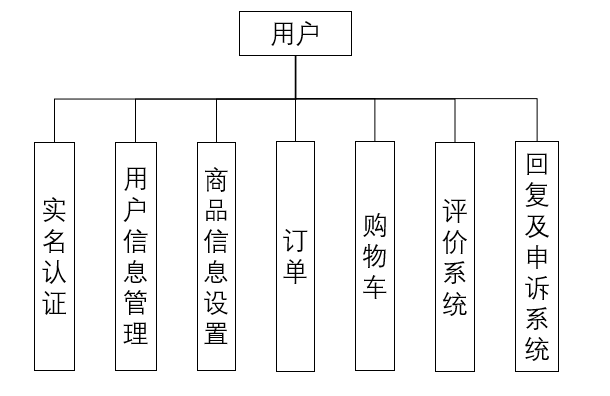 用户
实名认证
用户信息管理
商品信息设置
订单
购物车
评价系统
回复及申诉系统